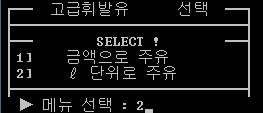 고급휘발유 선택
SELECT !
1] 금액으로 주유
2] ℓ 단위로 주유
▶ 메뉴 선택 : 2_